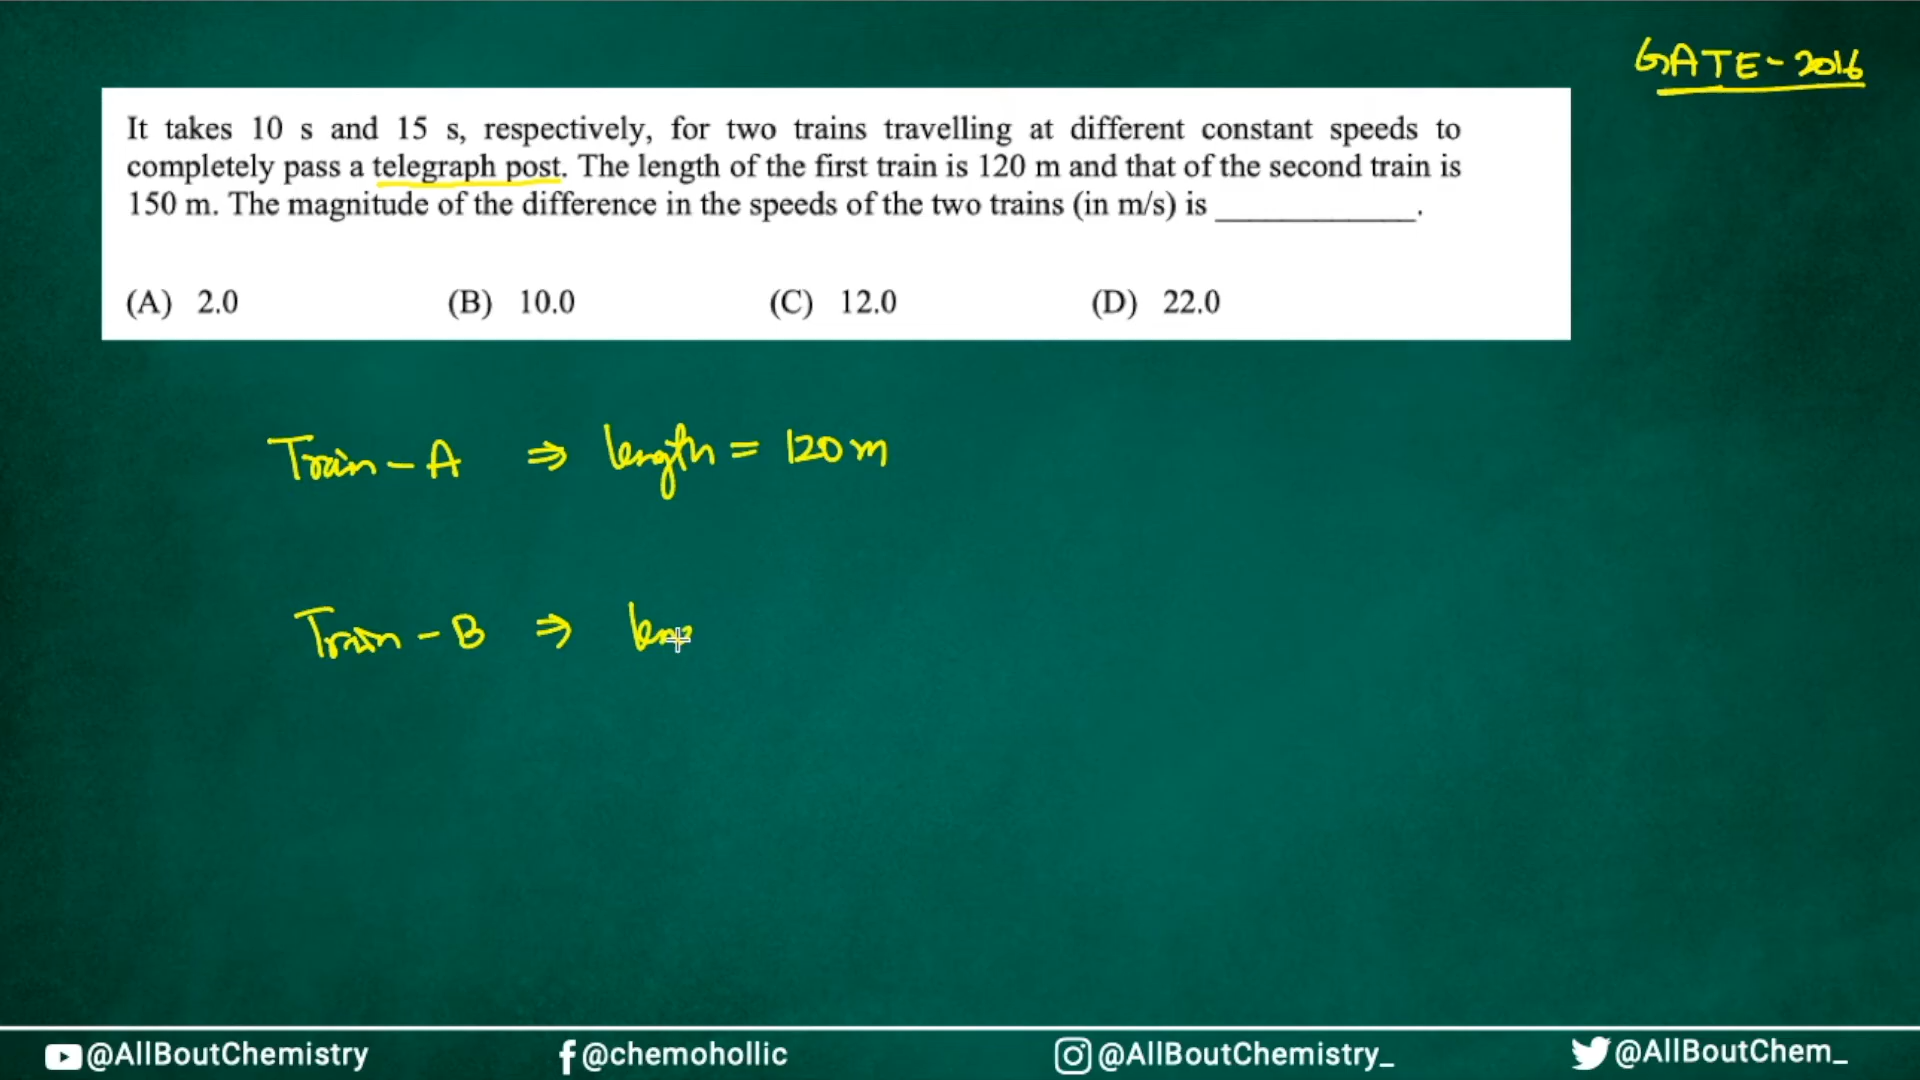 GATE-2016
It takes 10 s and 15 s, respectively, for two trains travelling at different constant speeds to
completely pass a telegraph post. The length of the first train is 120 m and that of the second train is
150 m. The magnitude of the difference in the speeds of the two trains (in m/s) is ____________.
(A) 2.0 (B) 10.0 (C) 12.0 (D) 22.0
Train - A ⇒ length = 120 m
Train - B ⇒
@AllBoutChemistry @chemohollic @AllBoutChemistry_ @AllBoutChem_